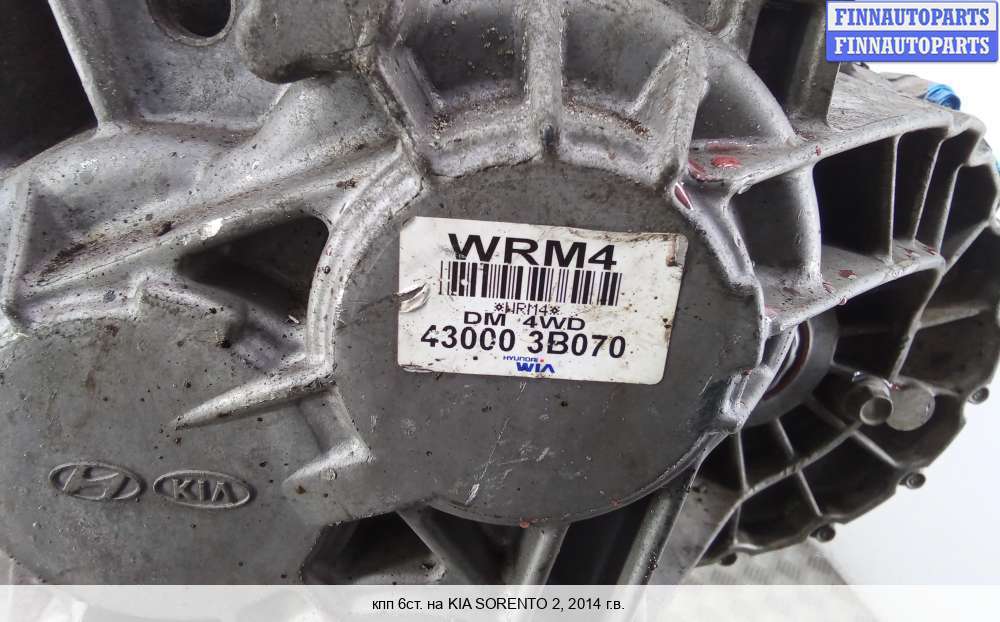 FINNAUTOPARTS
FINNAUTOPARTS
WRM4
*WRM4*
DM 4WD
43000 3B070
HYUNDAI
WIA
KIA
кпп 6ст. на KIA SORENTO 2, 2014 г.в.